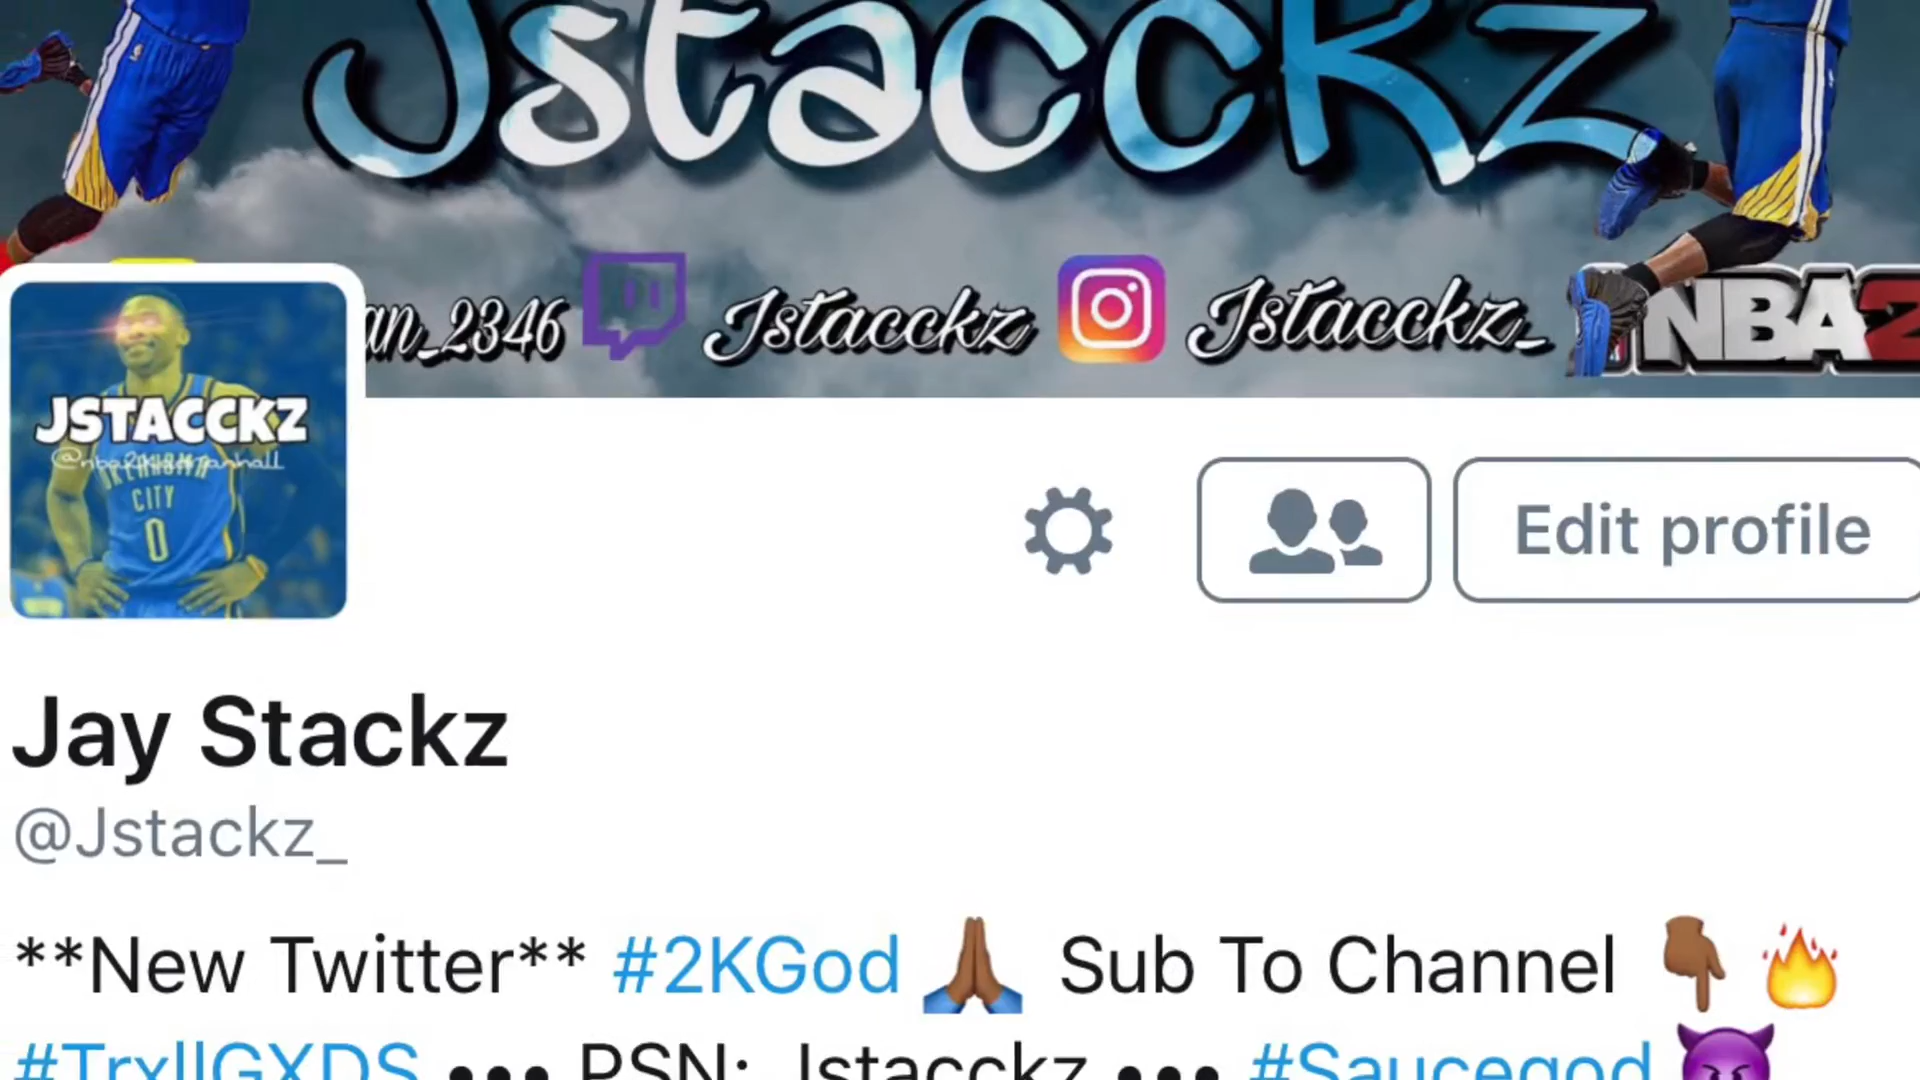 Jstacckz
an_2346 Jstacckz Jstacckz_ NBA2
JSTACCKZ
CITY
0
Edit profile
Jay Stackz
@Jstackz_
**New Twitter** #2KGod 🙏🏾 Sub To Channel 👇🏾🔥
#TrxllGXDS ••• PSN: Jstacckz ••• #Saucegod 😈